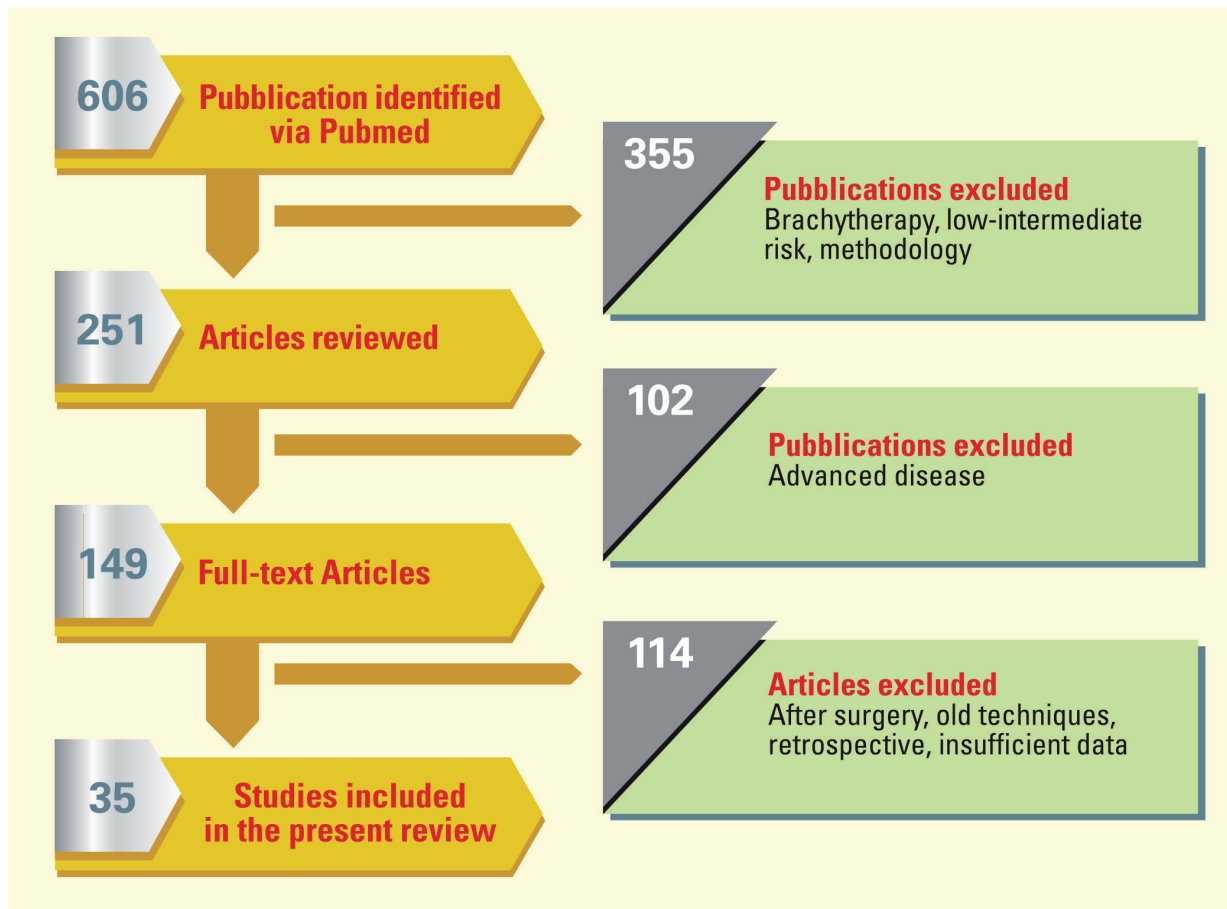 606
Pubblication identified
via Pubmed
355
Pubblications excluded
Brachytherapy, low-intermediate
risk, methodology
251
Articles reviewed
102
Pubblications excluded
Advanced disease
149
Full-text Articles
114
Articles excluded
After surgery, old techniques,
retrospective, insufficient data
35
Studies included
in the present review